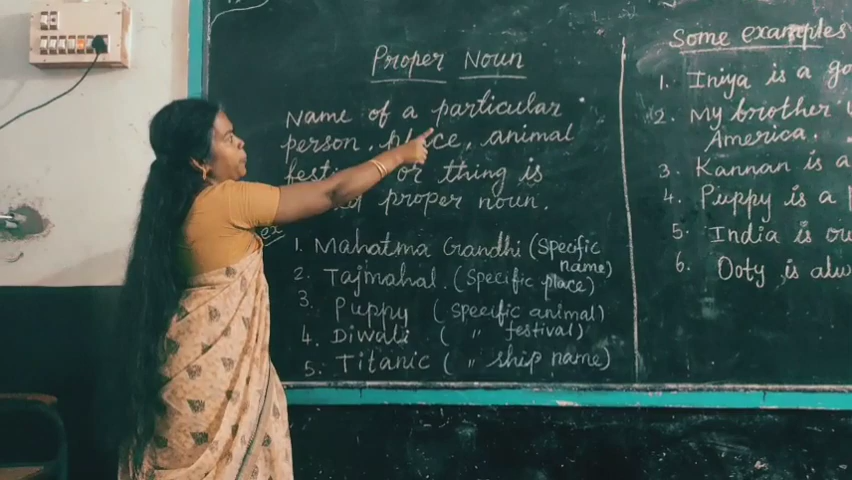 Proper Noun
Name of a particular
person, place, animal
or thing is
proper noun.
ex
1. Mahatma Gandhi (Specific
name)
2. Tajmahal. (Specific place)
3. Puppy (specific animal)
4. Diwali ( " festival)
5. Titanic ( " ship name)
Some examples
1. Iniya is a
2. My brother
America.
3. Kannan is a
4. Puppy is a
5. India is
6. Ooty is